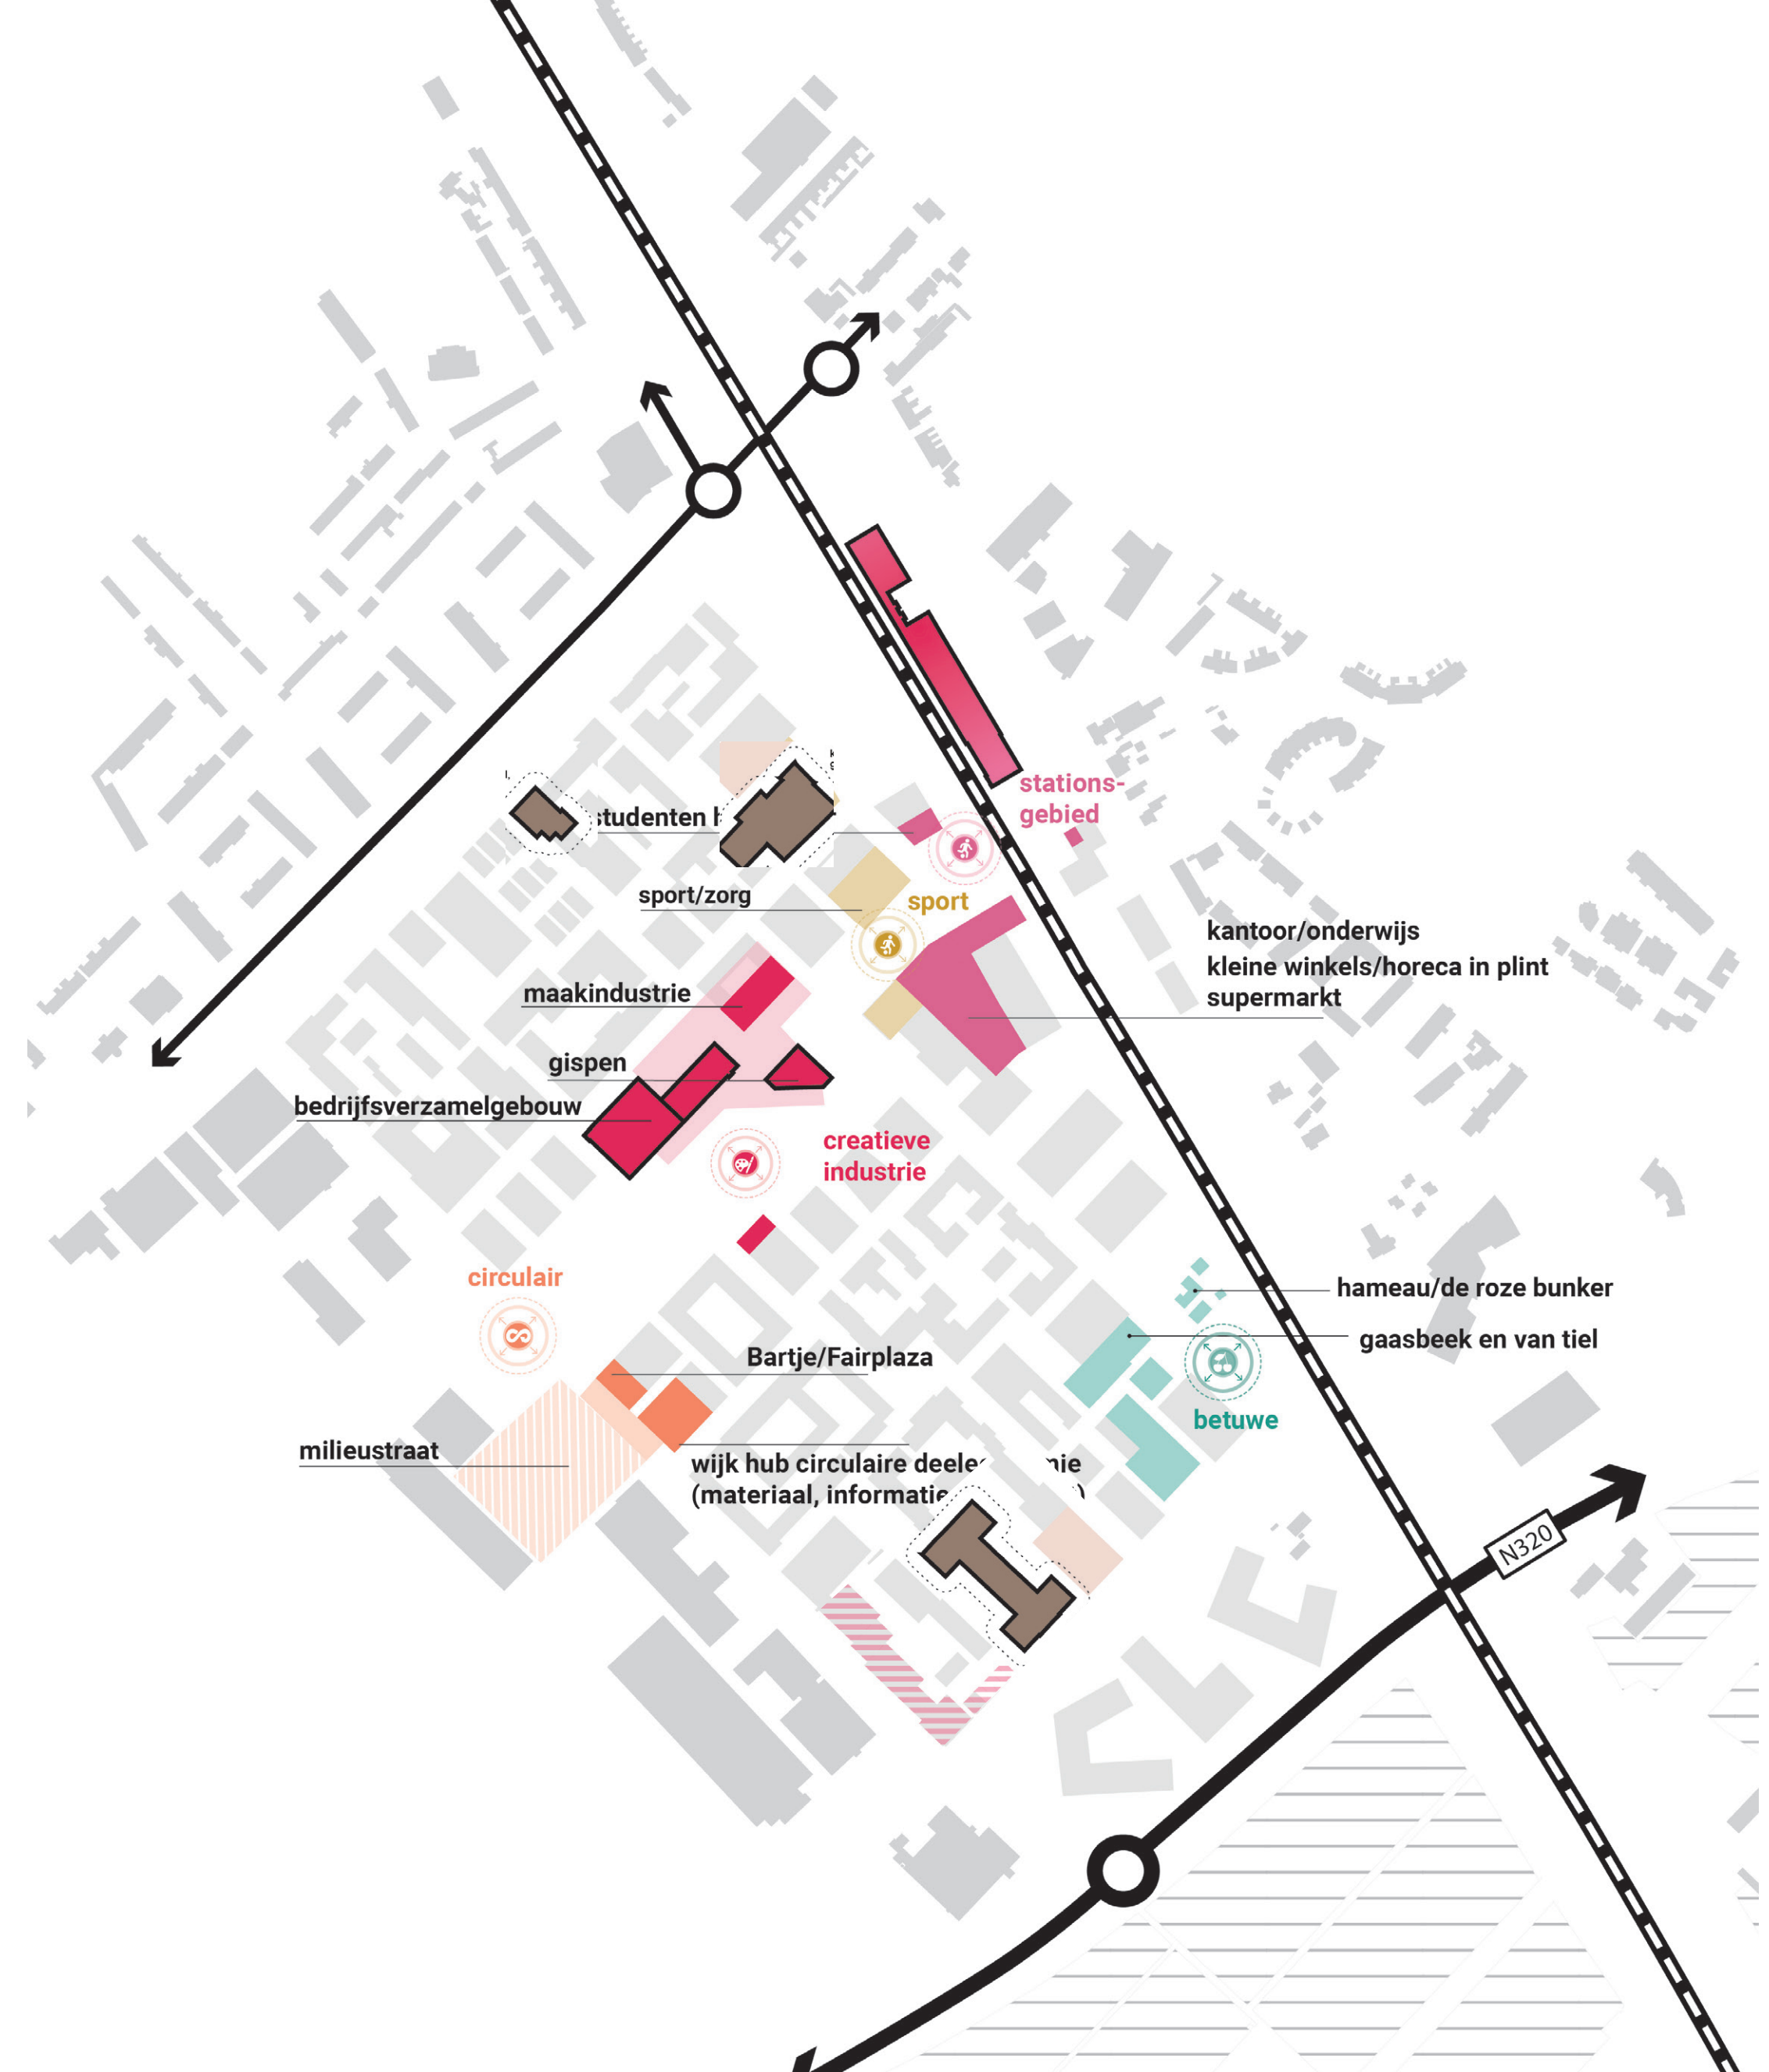 stations-
gebied
studenten
sport/zorg
sport
kantoor/onderwijs
kleine winkels/horeca in plint
supermarkt
maakindustrie
gispen
bedrijfsverzamelgebouw
creatieve
industrie
circulair
hameau/de roze bunker
gaasbeek en van tiel
Bartje/Fairplaza
betuwe
milieustraat
wijk hub circulaire
(materiaal, informatie
N320